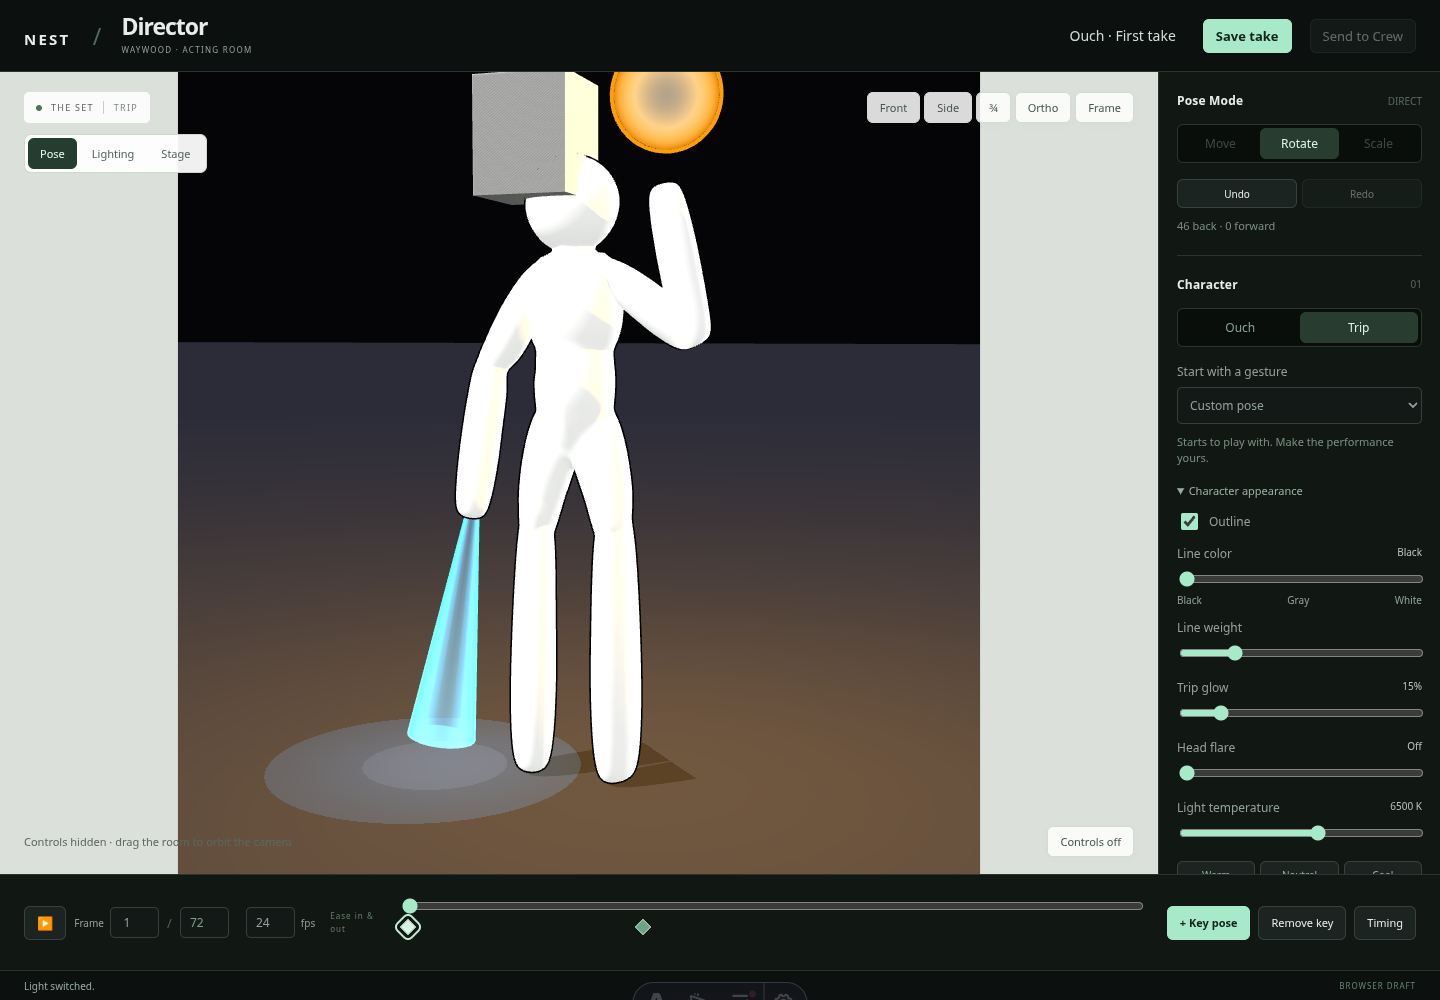 NEST / Director
WAYWOOD · ACTING ROOM
Ouch · First take
Save take
Send to Crew
THE SET | TRIP
Pose Lighting Stage
Front Side ¾ Ortho Frame
Controls hidden · drag the room to orbit the camera
Controls off
Pose Mode DIRECT
Move Rotate Scale
Undo Redo
46 back · 0 forward
Character 01
Ouch Trip
Start with a gesture
Custom pose
Starts to play with. Make the performance
yours.
▼ Character appearance
Outline
Line color Black
Black Gray White
Line weight
Trip glow 15%
Head flare Off
Light temperature 6500 K
Warm Neutral Cool
Frame 1 / 72 24 fps
Ease in &
out
+ Key pose Remove key Timing
Light switched.
BROWSER DRAFT